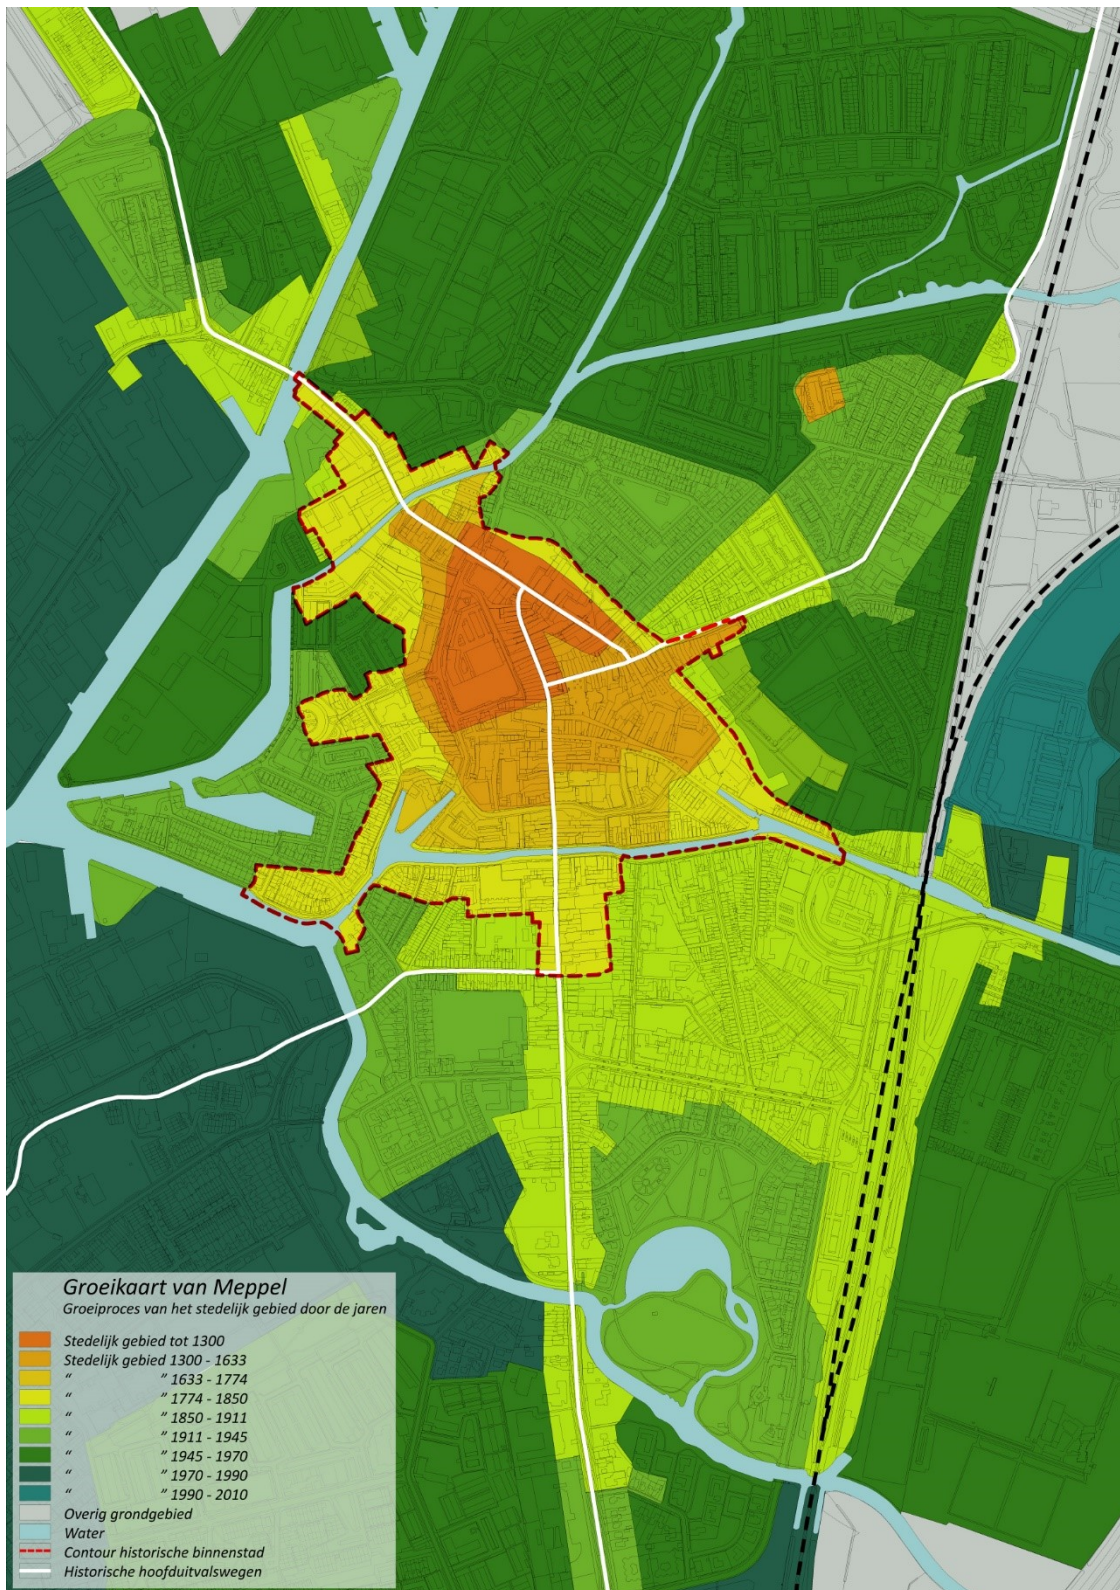 Groeikaart van Meppel
Groeiproces van het stedelijk gebied door de jaren
Stedelijk gebied tot 1300
Stedelijk gebied 1300 - 1633
“ ” 1633 - 1774
“ ” 1774 - 1850
“ ” 1850 - 1911
“ ” 1911 - 1945
“ ” 1945 - 1970
“ ” 1970 - 1990
“ ” 1990 - 2010
Overig grondgebied
Water
Contour historische binnenstad
Historische hoofduitvalswegen